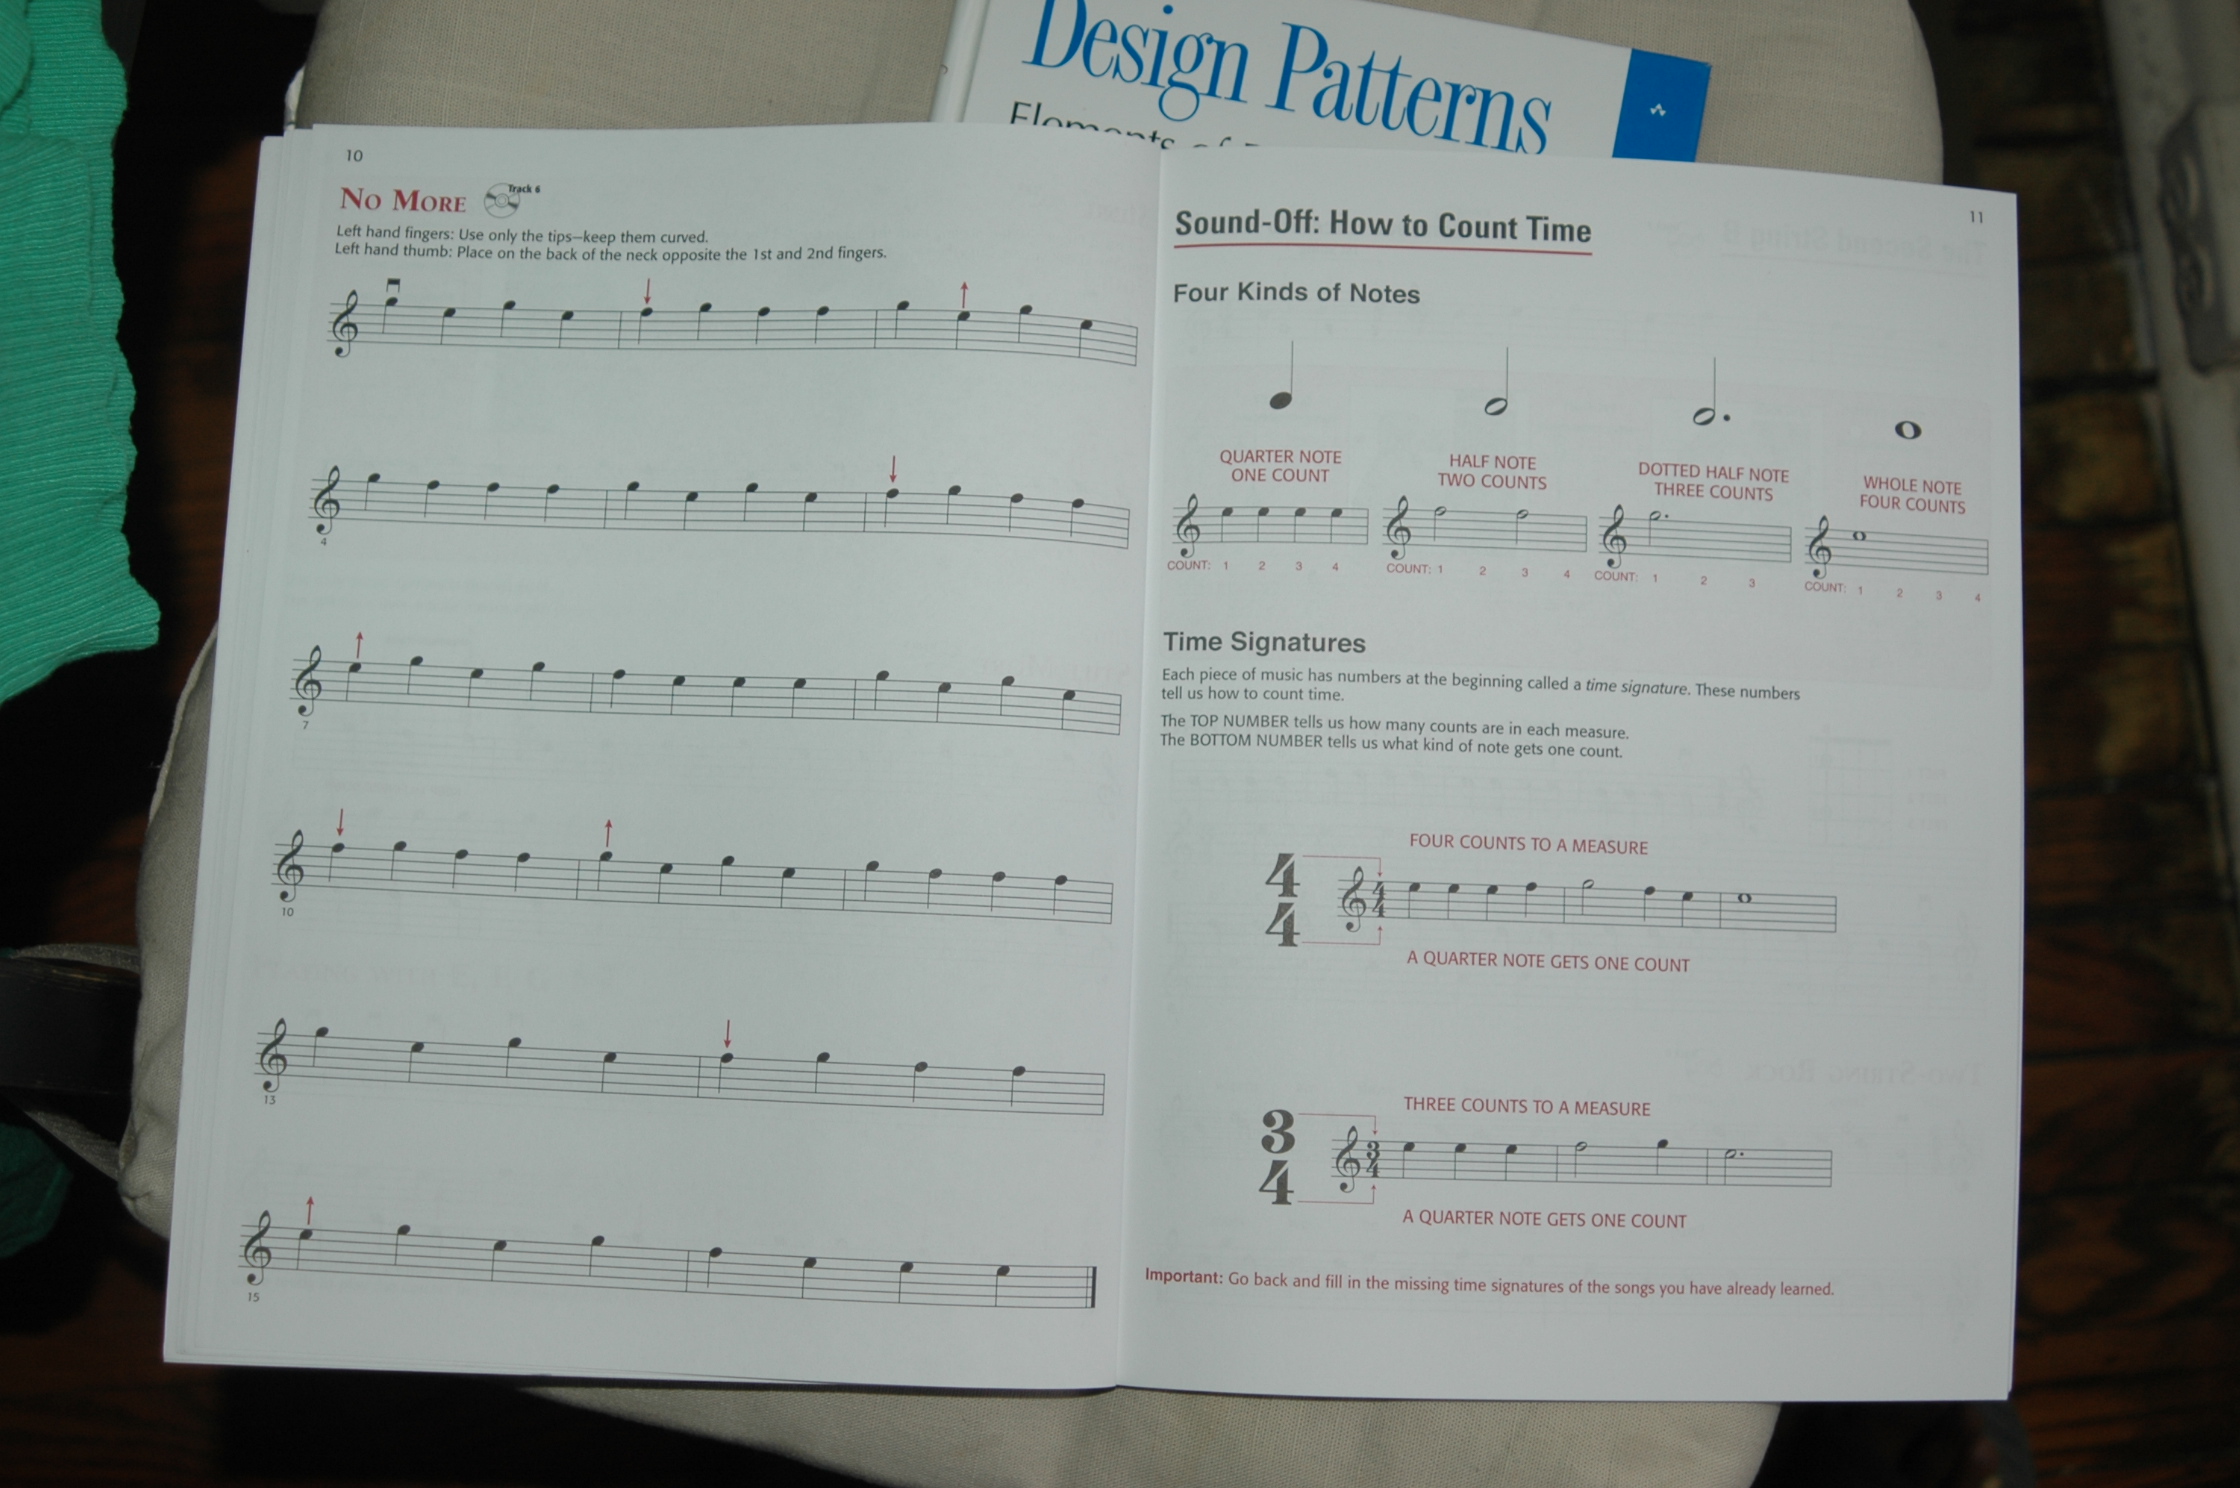 Design Patterns
Elements of
10
No More
Track 6
Left hand fingers: Use only the tips—keep them curved.
Left hand thumb: Place on the back of the neck opposite the 1st and 2nd fingers.
4
7
10
13
15
11
Sound-Off: How to Count Time
Four Kinds of Notes
QUARTER NOTE
ONE COUNT
HALF NOTE
TWO COUNTS
DOTTED HALF NOTE
THREE COUNTS
WHOLE NOTE
FOUR COUNTS
COUNT: 1 2 3 4
COUNT: 1 2 3 4
COUNT: 1 2 3
COUNT: 1 2 3 4
Time Signatures
Each piece of music has numbers at the beginning called a time signature. These numbers
tell us how to count time.
The TOP NUMBER tells us how many counts are in each measure.
The BOTTOM NUMBER tells us what kind of note gets one count.
FOUR COUNTS TO A MEASURE
4
4
4
4
A QUARTER NOTE GETS ONE COUNT
THREE COUNTS TO A MEASURE
3
4
3
4
A QUARTER NOTE GETS ONE COUNT
Important: Go back and fill in the missing time signatures of the songs you have already learned.